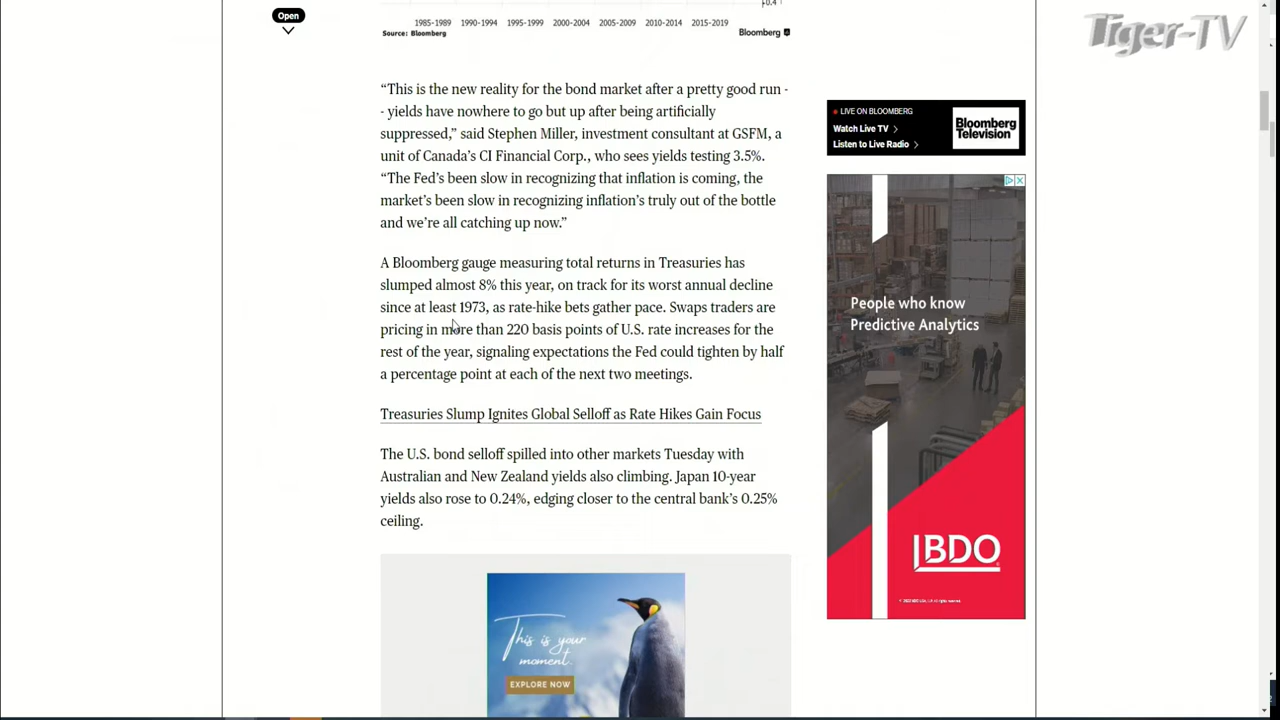 Open
Tiger-TV
+0.4
1985-1989 1990-1994 1995-1999 2000-2004 2005-2009 2010-2014 2015-2019
Source: Bloomberg
Bloomberg
“This is the new reality for the bond market after a pretty good run -
- yields have nowhere to go but up after being artificially
suppressed,” said Stephen Miller, investment consultant at GSFM, a
unit of Canada’s CI Financial Corp., who sees yields testing 3.5%.
“The Fed’s been slow in recognizing that inflation is coming, the
market’s been slow in recognizing inflation’s truly out of the bottle
and we’re all catching up now.”
A Bloomberg gauge measuring total returns in Treasuries has
slumped almost 8% this year, on track for its worst annual decline
since at least 1973, as rate-hike bets gather pace. Swaps traders are
pricing in more than 220 basis points of U.S. rate increases for the
rest of the year, signaling expectations the Fed could tighten by half
a percentage point at each of the next two meetings.
Treasuries Slump Ignites Global Selloff as Rate Hikes Gain Focus
The U.S. bond selloff spilled into other markets Tuesday with
Australian and New Zealand yields also climbing. Japan 10-year
yields also rose to 0.24%, edging closer to the central bank’s 0.25%
ceiling.
This is your
moment.
EXPLORE NOW
LIVE ON BLOOMBERG
Watch Live TV >
Listen to Live Radio >
Bloomberg
Television
People who know
Predictive Analytics
BDO